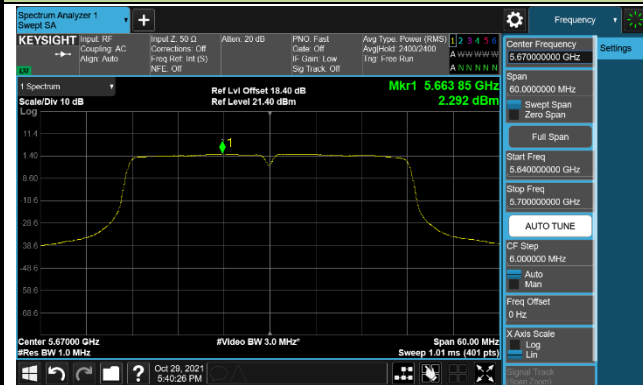 Spectrum Analyzer 1
Swept SA
Frequency
KEYSIGHT Input: RF
Coupling: AC
Align: Auto
Input Z: 50 Ω
Corrections: Off
Freq Ref: Int (S)
NFE: Off
Atten: 20 dB
PNO: Fast
Gate: Off
IF Gain: Low
Sig Track: Off
Avg Type: Power (RMS)
Avg|Hold: 2400/2400
Trig: Free Run
1 2 3 4 5 6
A W W W W W
A N N N N N
LXI
1 Spectrum
Scale/Div 10 dB
Log
Ref Lvl Offset 18.40 dB
Ref Level 21.40 dBm
Mkr1 5.663 85 GHz
2.292 dBm
1
11.4
1.40
-8.60
-18.6
-28.6
-38.6
-48.6
-58.6
-68.6
Center 5.67000 GHz
#Res BW 1.0 MHz
#Video BW 3.0 MHz*
Span 60.00 MHz
Sweep 1.01 ms (401 pts)
Center Frequency
5.670000000 GHz
Settings
Span
60.0000000 MHz
Swept Span
Zero Span
Full Span
Start Freq
5.640000000 GHz
Stop Freq
5.700000000 GHz
AUTO TUNE
CF Step
6.000000 MHz
Auto
Man
Freq Offset
0 Hz
X Axis Scale
Log
Lin
Signal Track
(Span Zoom)
?
Oct 29, 2021
5:40:26 PM